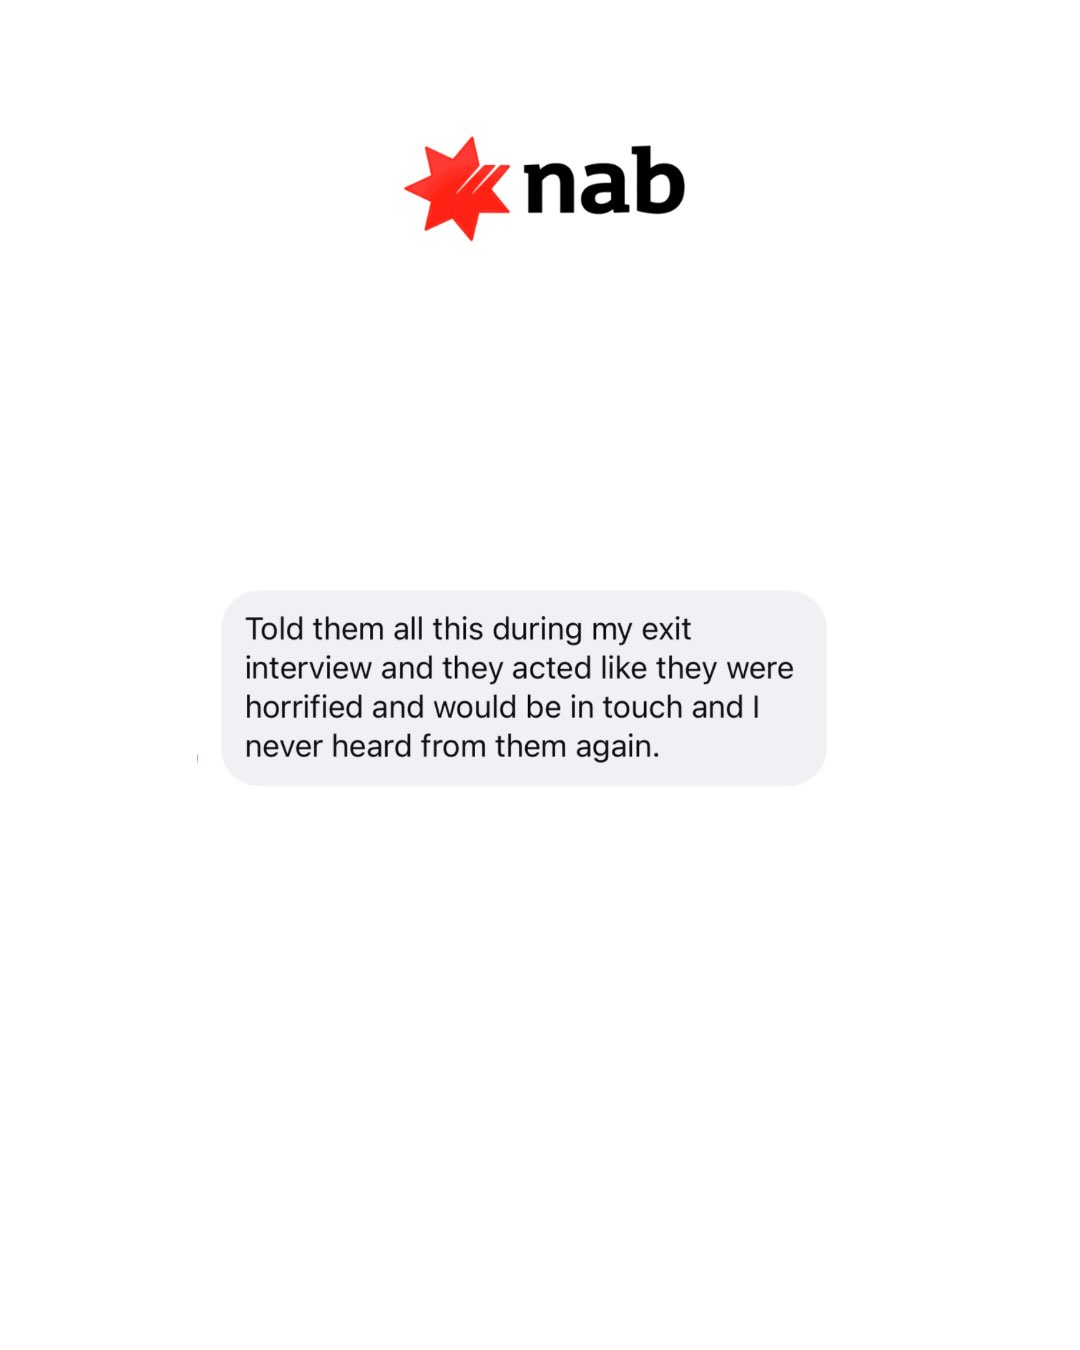 nab
Told them all this during my exit
interview and they acted like they were
horrified and would be in touch and I
never heard from them again.